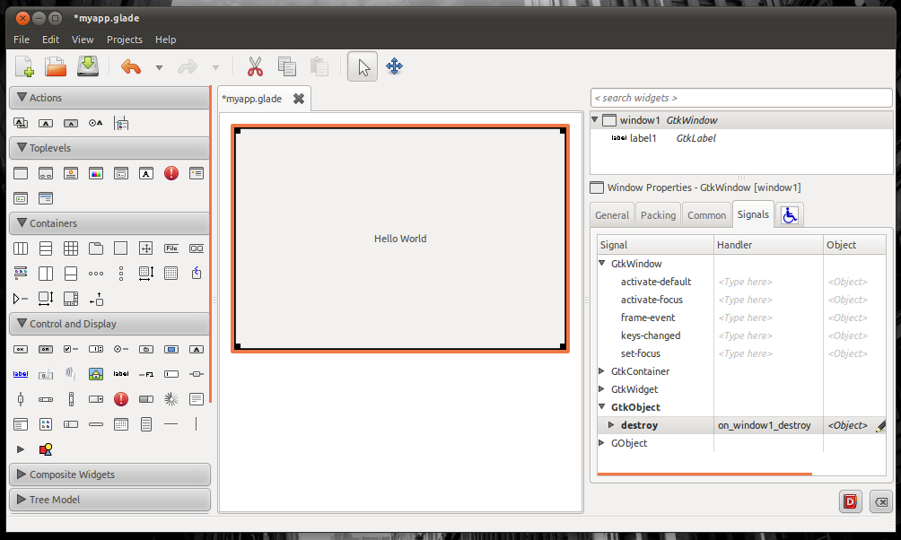 *myapp.glade
File Edit View Projects Help
Actions
Toplevels
Containers
File
Control and Display
OK OK
label label F1
Composite Widgets
Tree Model
*myapp.glade
Hello World
< search widgets >
window1 GtkWindow
label label1 GtkLabel
Window Properties - GtkWindow [window1]
General Packing Common Signals
Signal Handler Object
GtkWindow
activate-default <Type here> <Object>
activate-focus <Type here> <Object>
frame-event <Type here> <Object>
keys-changed <Type here> <Object>
set-focus <Type here> <Object>
GtkContainer
GtkWidget
GtkObject
destroy on_window1_destroy <Object>
GObject